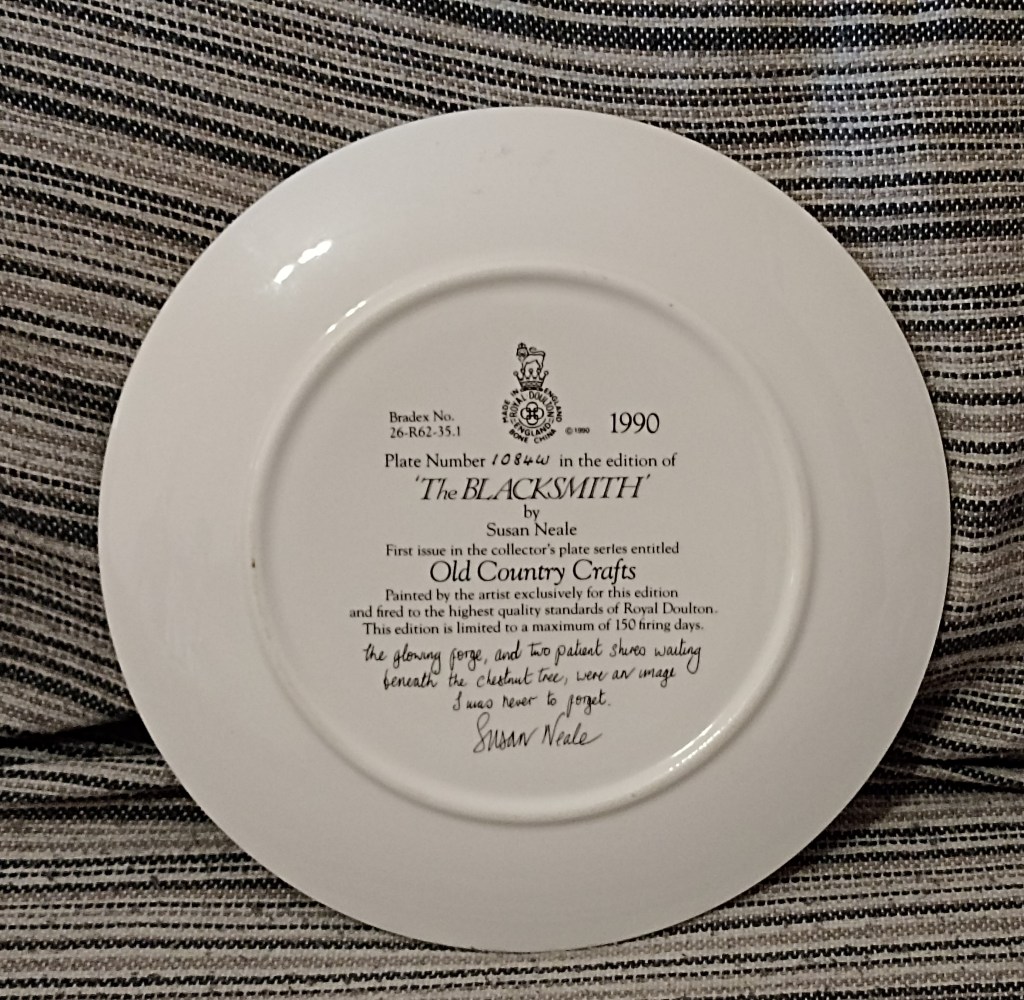 MADE IN ENGLAND
ROYAL DOULTON
ENGLAND
BONE CHINA
Bradex No.
26-R62-35.1
©1990
1990
Plate Number 1084W in the edition of
'The BLACKSMITH'
by
Susan Neale
First issue in the collector's plate series entitled
Old Country Crafts
Painted by the artist exclusively for this edition
and fired to the highest quality standards of Royal Doulton.
This edition is limited to a maximum of 150 firing days.
the glowing forge, and two patient shires waiting
beneath the chestnut tree, were an image
I was never to forget.
Susan Neale